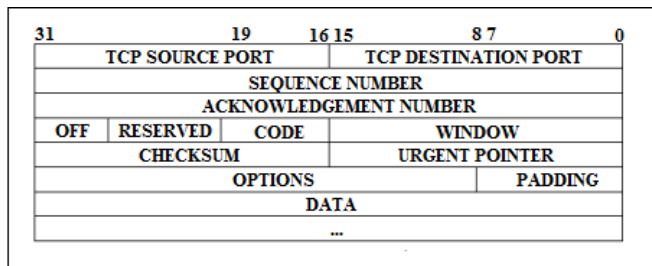 31 19 16 15 8 7 0
TCP SOURCE PORT TCP DESTINATION PORT
SEQUENCE NUMBER
ACKNOWLEDGEMENT NUMBER
OFF RESERVED CODE WINDOW
CHECKSUM URGENT POINTER
OPTIONS PADDING
DATA
...